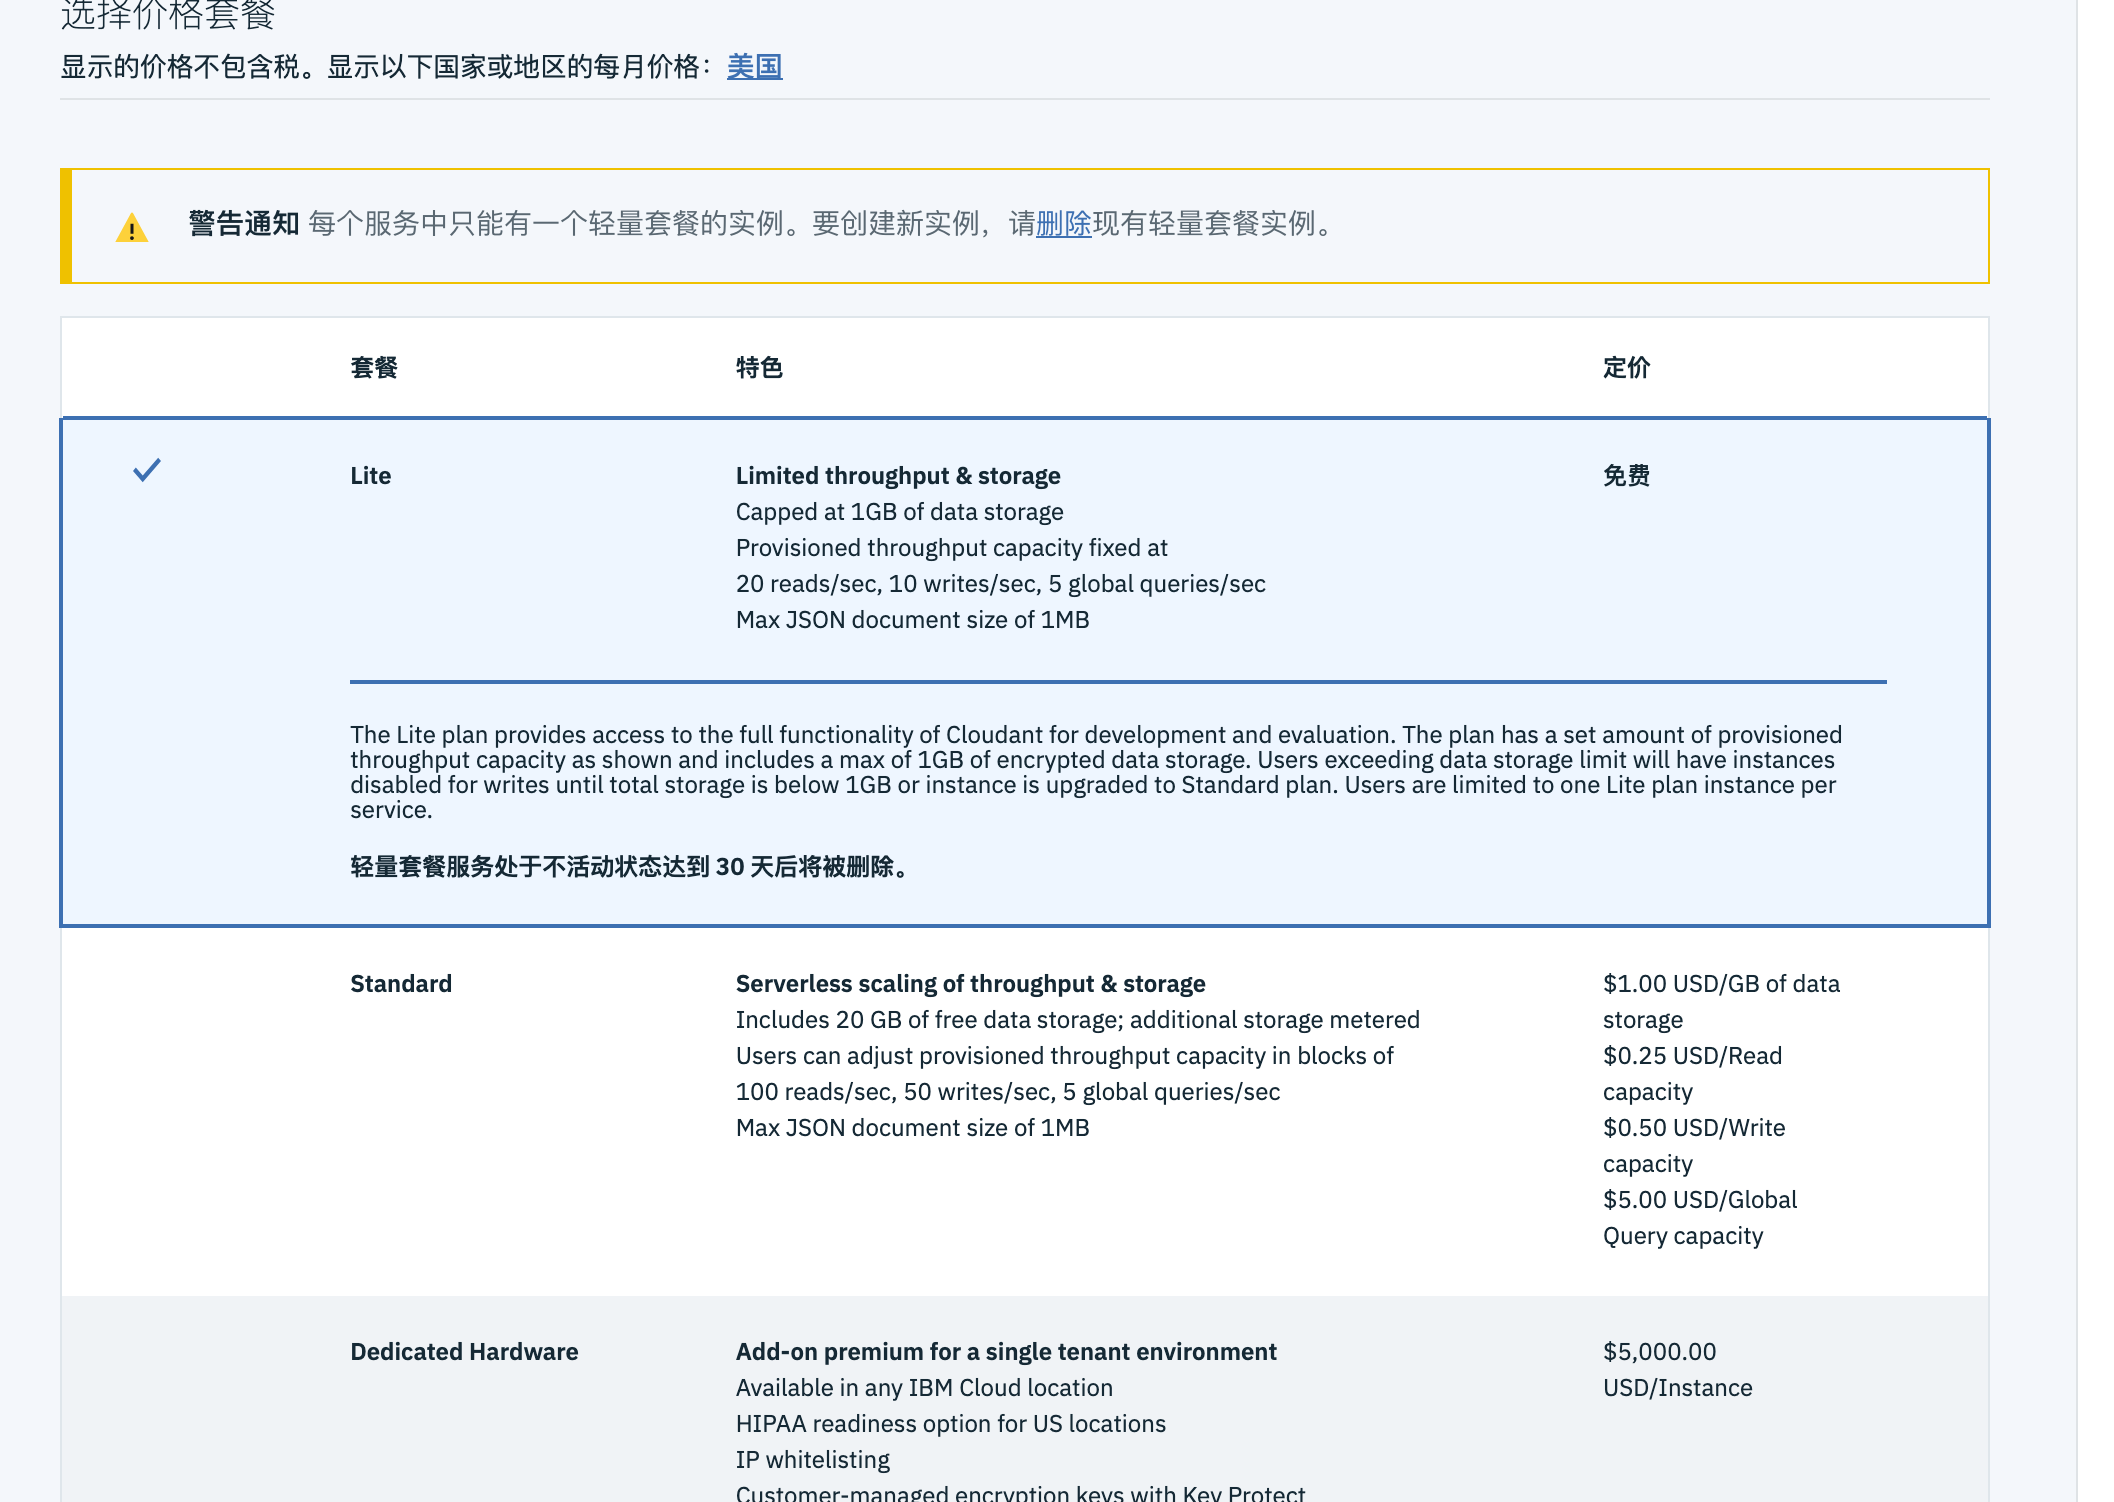 选择价格套餐
显示的价格不包含税。显示以下国家或地区的每月价格：美国
警告通知 每个服务中只能有一个轻量套餐的实例。要创建新实例，请删除现有轻量套餐实例。
套餐 特色 定价
Lite Limited throughput & storage 免费
Capped at 1GB of data storage
Provisioned throughput capacity fixed at
20 reads/sec, 10 writes/sec, 5 global queries/sec
Max JSON document size of 1MB
The Lite plan provides access to the full functionality of Cloudant for development and evaluation. The plan has a set amount of provisioned
throughput capacity as shown and includes a max of 1GB of encrypted data storage. Users exceeding data storage limit will have instances
disabled for writes until total storage is below 1GB or instance is upgraded to Standard plan. Users are limited to one Lite plan instance per
service.
轻量套餐服务处于不活动状态达到 30 天后将被删除。
Standard Serverless scaling of throughput & storage $1.00 USD/GB of data
Includes 20 GB of free data storage; additional storage metered storage
Users can adjust provisioned throughput capacity in blocks of $0.25 USD/Read
100 reads/sec, 50 writes/sec, 5 global queries/sec capacity
Max JSON document size of 1MB $0.50 USD/Write
capacity
$5.00 USD/Global
Query capacity
Dedicated Hardware Add-on premium for a single tenant environment $5,000.00
Available in any IBM Cloud location USD/Instance
HIPAA readiness option for US locations
IP whitelisting
Customer-managed encryption keys with Key Protect